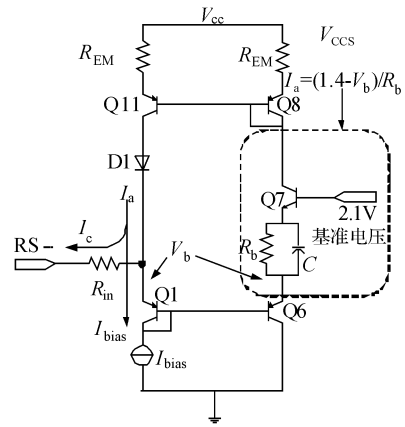 Vcc
REM
REM
VCCS
Ia=(1.4-Vb)/Rb
Q11
Q8
D1
Ia
Q7
2.1V
基准电压
Ic
RS-
Vb
Rb
C
Rin
Q1
Q6
Ibias
Ibias